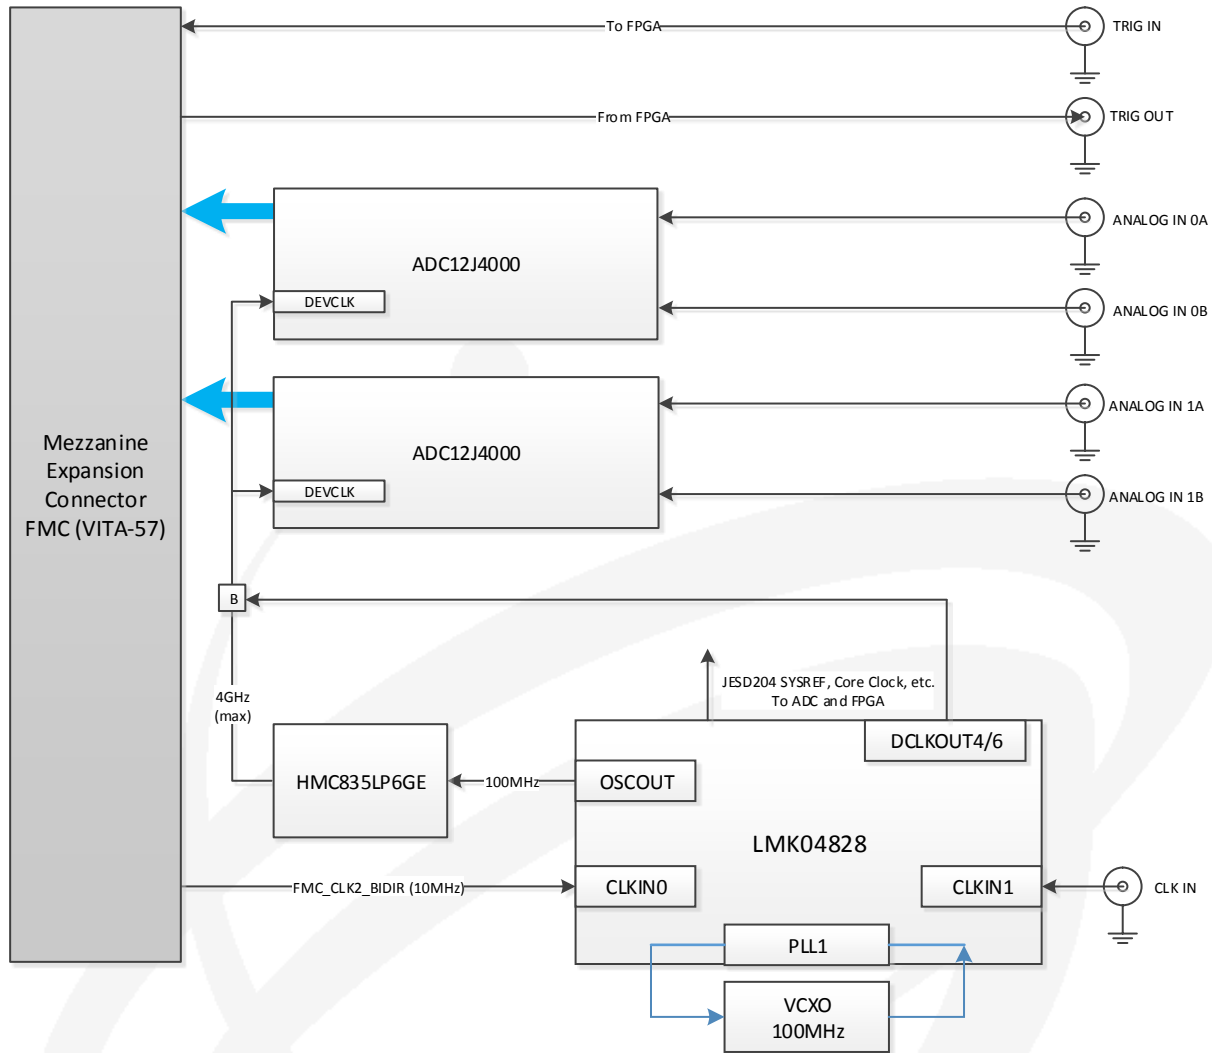 To FPGA
TRIG IN
From FPGA
TRIG OUT
ANALOG IN 0A
ADC12J4000
DEVCLK
ANALOG IN 0B
ANALOG IN 1A
Mezzanine
Expansion
Connector
FMC (VITA-57)
ADC12J4000
DEVCLK
ANALOG IN 1B
B
4GHz
(max)
JESD204 SYSREF, Core Clock, etc.
To ADC and FPGA
DCLKOUT4/6
HMC835LP6GE
100MHz
OSCOUT
LMK04828
FMC_CLK2_BIDIR (10MHz)
CLKIN0
CLKIN1
CLK IN
PLL1
VCXO
100MHz